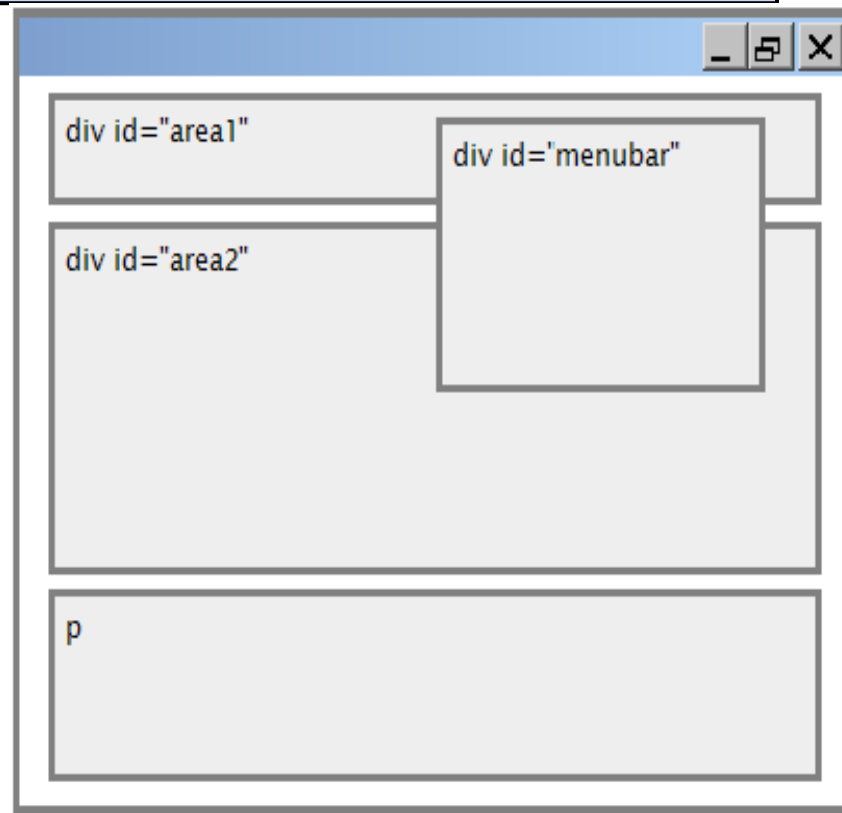 div id="area1"
div id='menubar"
div id="area2"
p